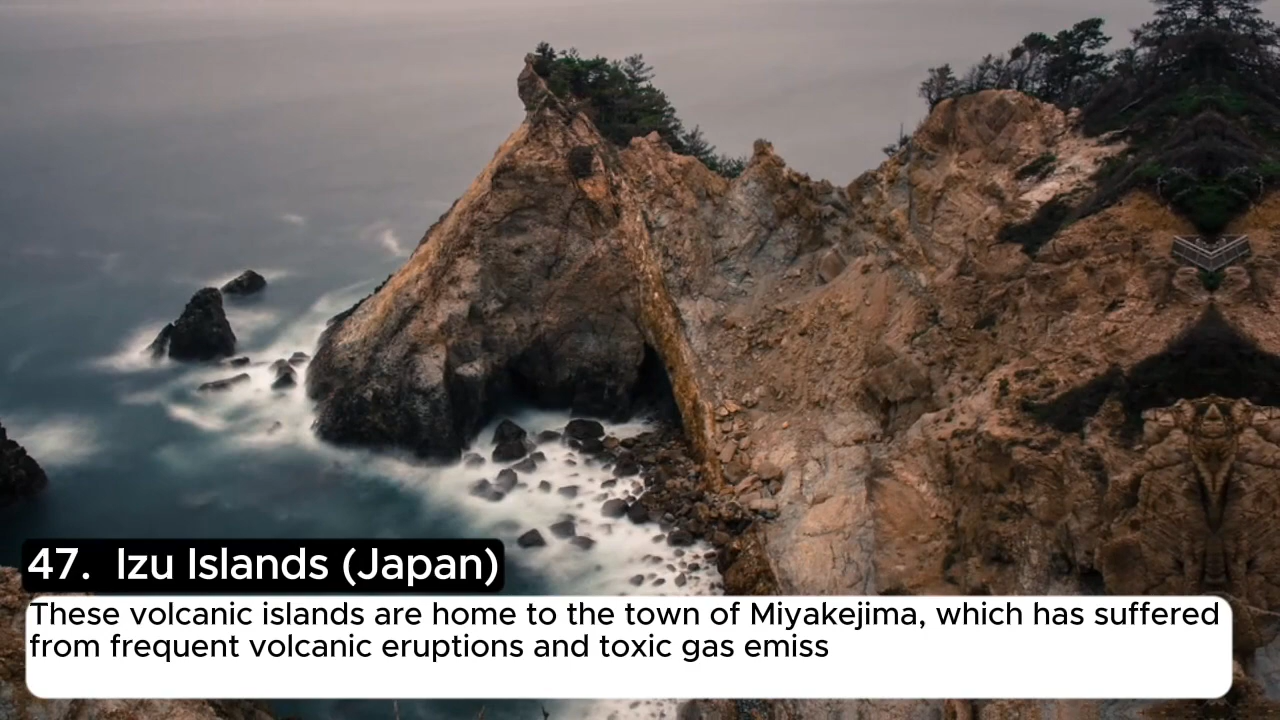 47. Izu Islands (Japan)
These volcanic islands are home to the town of Miyakejima, which has suffered
from frequent volcanic eruptions and toxic gas emiss